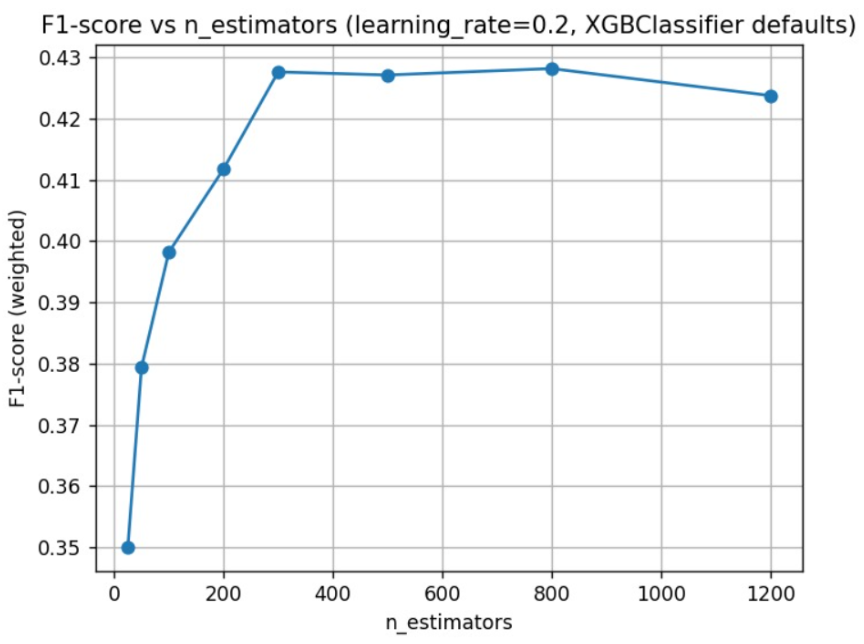 F1-score vs n_estimators (learning_rate=0.2, XGBClassifier defaults)
0.43
0.42
0.41
0.40
0.39
0.38
0.37
0.36
0.35
F1-score (weighted)
0 200 400 600 800 1000 1200
n_estimators